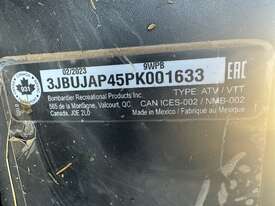 02/2023 9WPB
3JBUJAP45PK001633
Bombardier Recreational Products Inc. TYPE ATV / VTT
565 de la Montagne, Valcourt, QC. CAN ICES-002 / NMB-002
Canada, J0E 2L0 Made in Mexico / Fabriqué au Mexique
EAC